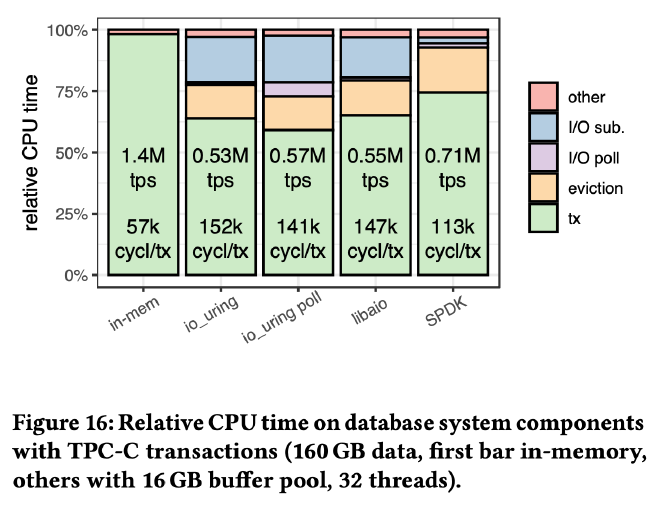 100%
75%
50%
25%
0%
relative CPU time
1.4M
tps
57k
cycl/tx
0.53M
tps
152k
cycl/tx
0.57M
tps
141k
cycl/tx
0.55M
tps
147k
cycl/tx
0.71M
tps
113k
cycl/tx
in-mem
io_uring
io_uring poll
libaio
SPDK
other
I/O sub.
I/O poll
eviction
tx
Figure 16: Relative CPU time on database system components
with TPC-C transactions (160 GB data, first bar in-memory,
others with 16 GB buffer pool, 32 threads).